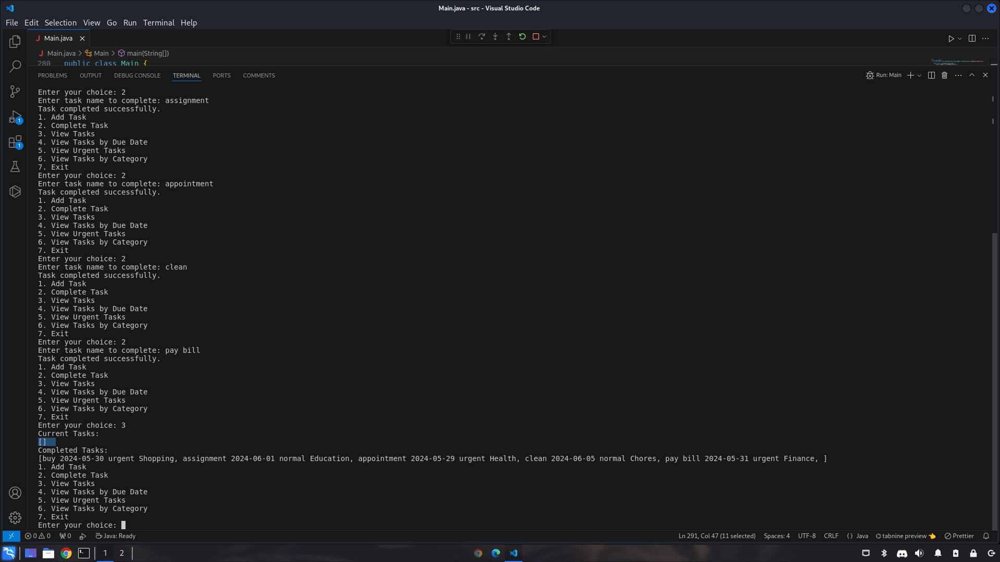 Main.java - src - Visual Studio Code
File Edit Selection View Go Run Terminal Help
J Main.java
J Main.java > Main > main(String[])
280 public class Main {
PROBLEMS OUTPUT DEBUG CONSOLE TERMINAL PORTS COMMENTS Run: Main
Enter your choice: 2
Enter task name to complete: assignment
Task completed successfully.
1. Add Task
2. Complete Task
3. View Tasks
4. View Tasks by Due Date
5. View Urgent Tasks
6. View Tasks by Category
7. Exit
Enter your choice: 2
Enter task name to complete: appointment
Task completed successfully.
1. Add Task
2. Complete Task
3. View Tasks
4. View Tasks by Due Date
5. View Urgent Tasks
6. View Tasks by Category
7. Exit
Enter your choice: 2
Enter task name to complete: clean
Task completed successfully.
1. Add Task
2. Complete Task
3. View Tasks
4. View Tasks by Due Date
5. View Urgent Tasks
6. View Tasks by Category
7. Exit
Enter your choice: 2
Enter task name to complete: pay bill
Task completed successfully.
1. Add Task
2. Complete Task
3. View Tasks
4. View Tasks by Due Date
5. View Urgent Tasks
6. View Tasks by Category
7. Exit
Enter your choice: 3
Current Tasks:
[]
Completed Tasks:
[buy 2024-05-30 urgent Shopping, assignment 2024-06-01 normal Education, appointment 2024-05-29 urgent Health, clean 2024-06-05 normal Chores, pay bill 2024-05-31 urgent Finance, ]
1. Add Task
2. Complete Task
3. View Tasks
4. View Tasks by Due Date
5. View Urgent Tasks
6. View Tasks by Category
7. Exit
Enter your choice:
1
1
0 0 0 Java: Ready Ln 291, Col 47 (11 selected) Spaces: 4 UTF-8 CRLF {} Java tabnine preview 👈 Prettier
1 2